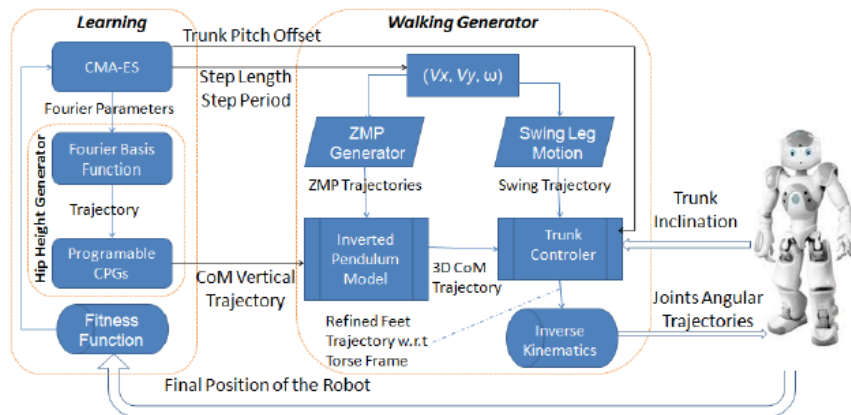 Learning
Walking Generator
Trunk Pitch Offset
CMA-ES
Step Length
Step Period
(Vx, Vy, ω)
Fourier Parameters
Hip Height Generator
Fourier Basis
Function
ZMP
Generator
Swing Leg
Motion
ZMP Trajectories
Swing Trajectory
Trajectory
Trunk
Inclination
Programable
CPGs
Inverted
Pendulum
Model
3D CoM
Trajectory
Trunk
Controler
CoM Vertical
Trajectory
Joints Angular
Trajectories
Fitness
Function
Refined Feet
Trajectory w.r.t
Torse Frame
Inverse
Kinematics
Final Position of the Robot